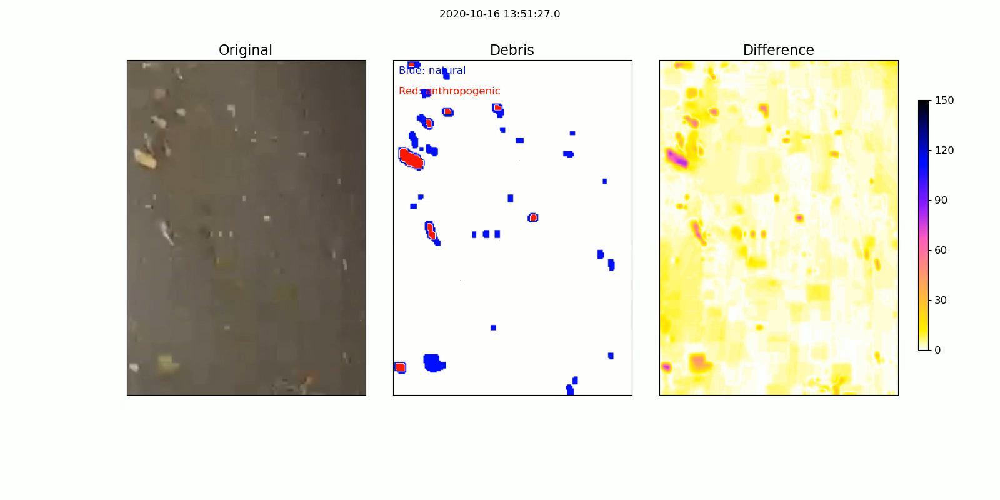 2020-10-16 13:51:27.0
Original
Debris
Difference
Blue: natural
Red: anthropogenic
150
120
90
60
30
0